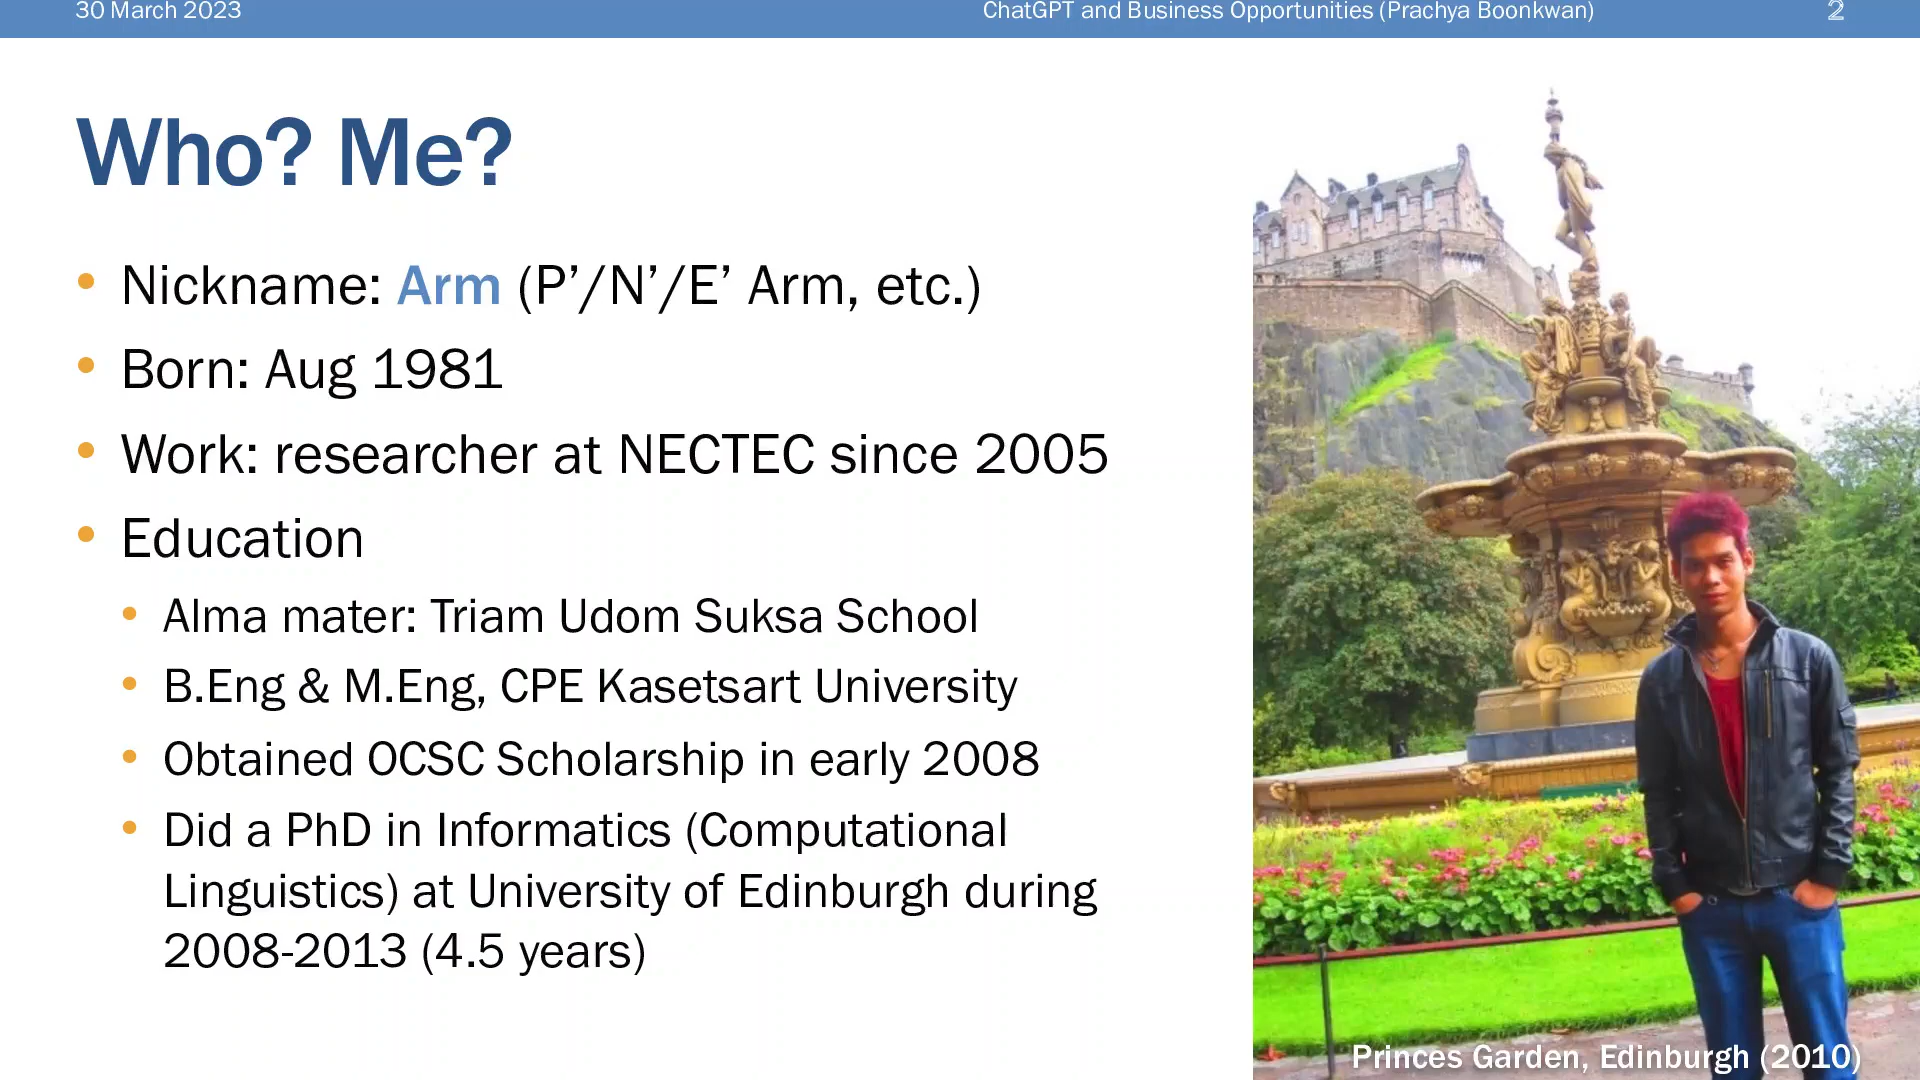 30 March 2023
ChatGPT and Business Opportunities (Prachya Boonkwan)
2
Who? Me?
• Nickname: Arm (P’/N’/E’ Arm, etc.)
• Born: Aug 1981
• Work: researcher at NECTEC since 2005
• Education
• Alma mater: Triam Udom Suksa School
• B.Eng & M.Eng, CPE Kasetsart University
• Obtained OCSC Scholarship in early 2008
• Did a PhD in Informatics (Computational
Linguistics) at University of Edinburgh during
2008-2013 (4.5 years)
Princes Garden, Edinburgh (2010)